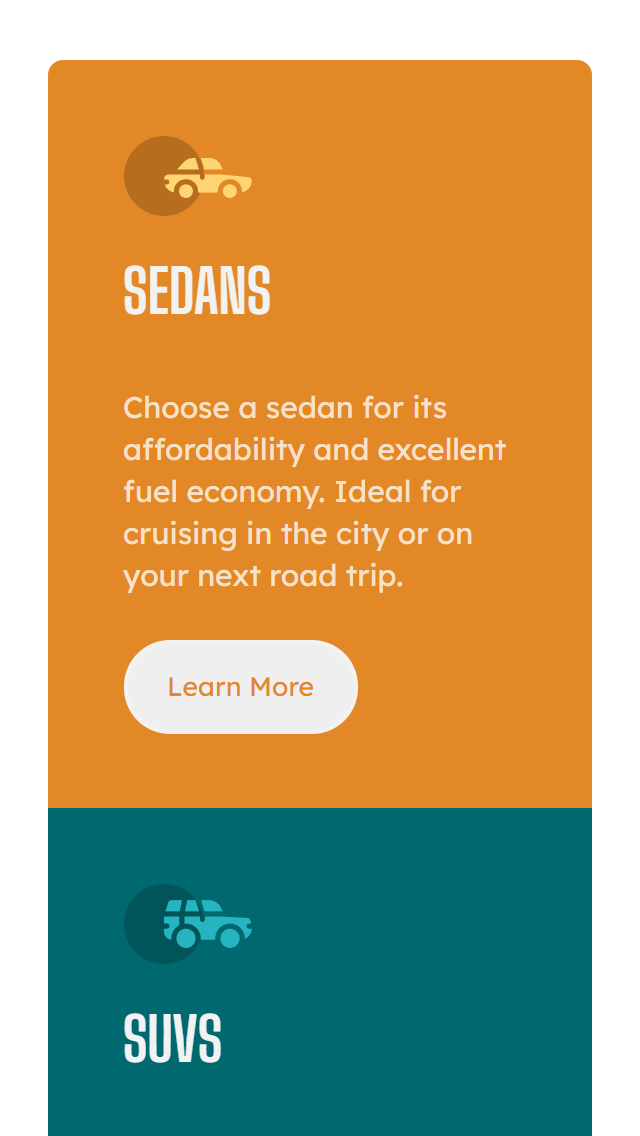 SEDANS
Choose a sedan for its
affordability and excellent
fuel economy. Ideal for
cruising in the city or on
your next road trip.
Learn More
SUVS